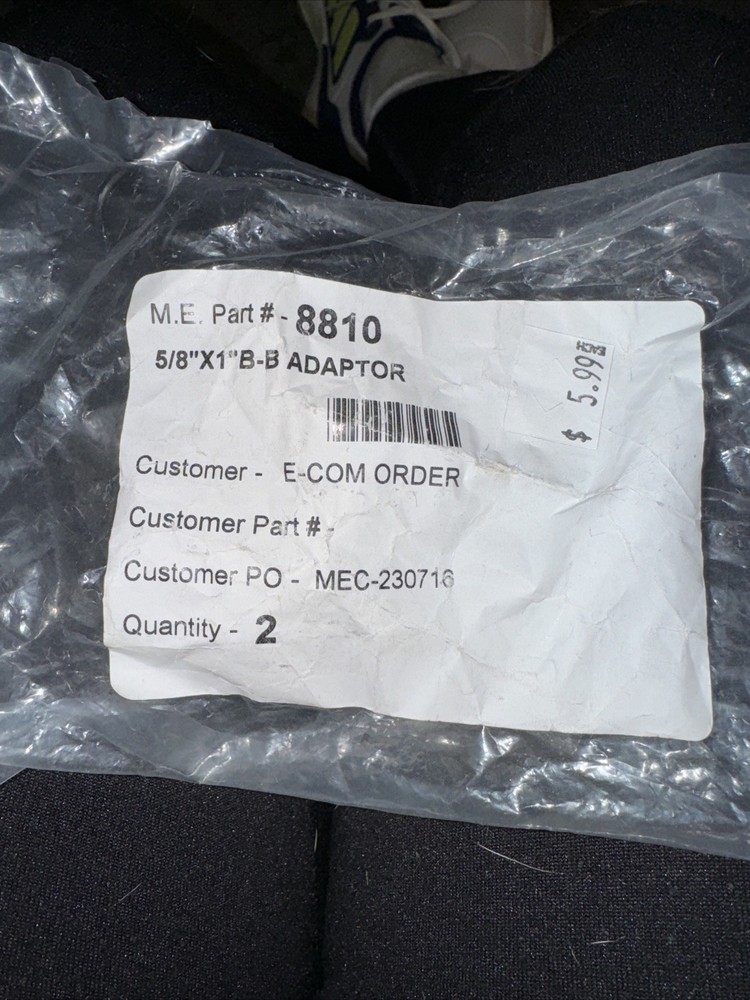 M.E. Part # - 8810
5/8"X1"B-B ADAPTOR
$ 5.99
Customer - E-COM ORDER
Customer Part # -
Customer PO - MEC-230716
Quantity - 2